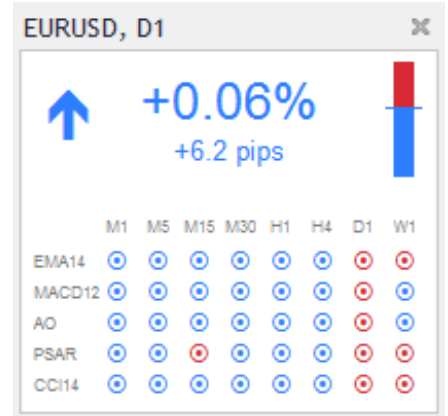 EURUSD, D1
+0.06%
+6.2 pips
M1 M5 M15 M30 H1 H4 D1 W1
EMA14
MACD12
AO
PSAR
CCI14